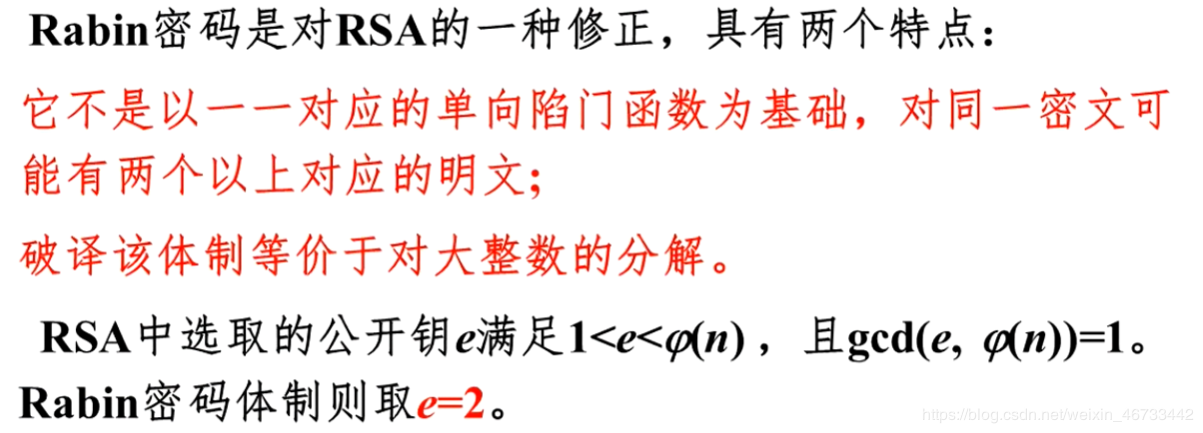 Rabin密码是对RSA的一种修正，具有两个特点：
它不是以一一对应的单向陷门函数为基础，对同一密文可
能有两个以上对应的明文；
破译该体制等价于对大整数的分解。
RSA中选取的公开钥e满足1<e<φ(n)，且gcd(e, φ(n))=1。
Rabin密码体制则取e=2。
https://blog.csdn.net/weixin_46733442